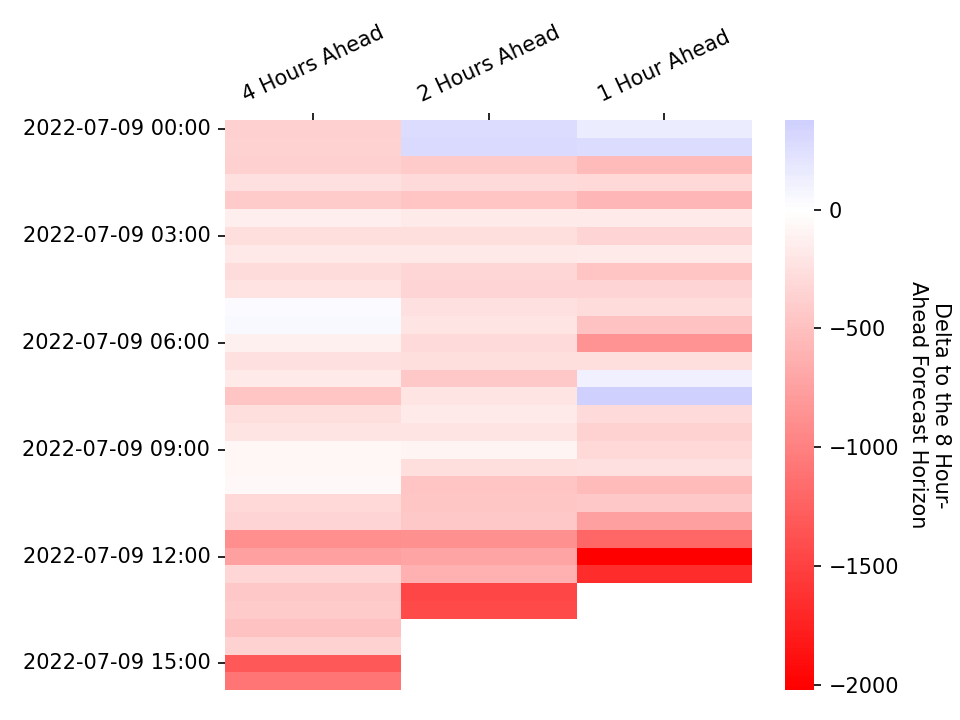 4 Hours Ahead
2 Hours Ahead
1 Hour Ahead
2022-07-09 00:00
2022-07-09 03:00
2022-07-09 06:00
2022-07-09 09:00
2022-07-09 12:00
2022-07-09 15:00
0
−500
−1000
−1500
−2000
Delta to the 8 Hour-
Ahead Forecast Horizon